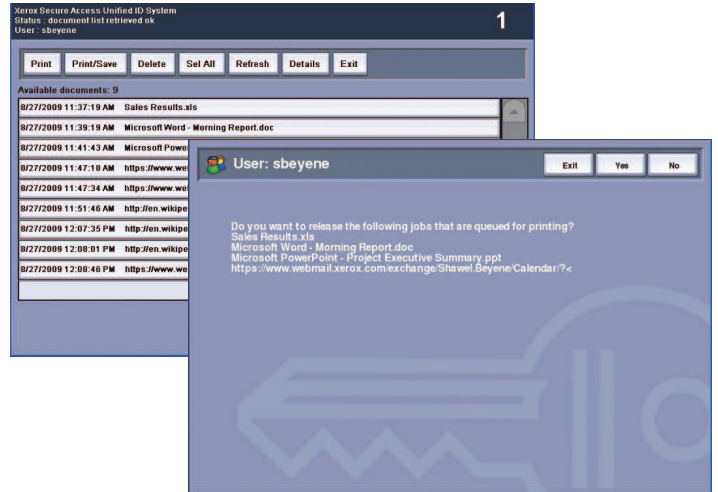 Xerox Secure Access Unified ID System
Status : document list retrieved ok
User : sbeyene
1
Print Print/Save Delete Sel All Refresh Details Exit
Available documents: 9
8/27/2009 11:37:19 AM Sales Results.xls
8/27/2009 11:39:19 AM Microsoft Word - Morning Report.doc
8/27/2009 11:41:43 AM Microsoft Power
8/27/2009 11:47:18 AM https://www.we
8/27/2009 11:47:34 AM https://www.we
8/27/2009 11:51:46 AM http://en.wikipe
8/27/2009 12:07:35 PM http://en.wikipe
8/27/2009 12:08:01 PM http://en.wikipe
8/27/2009 12:08:46 PM https://www.we
User: sbeyene
Exit Yes No
Do you want to release the following jobs that are queued for printing?
Sales Results.xls
Microsoft Word - Morning Report.doc
Microsoft PowerPoint - Project Executive Summary.ppt
https://www.webmail.xerox.com/exchange/Shawel.Beyene/Calendar/?<